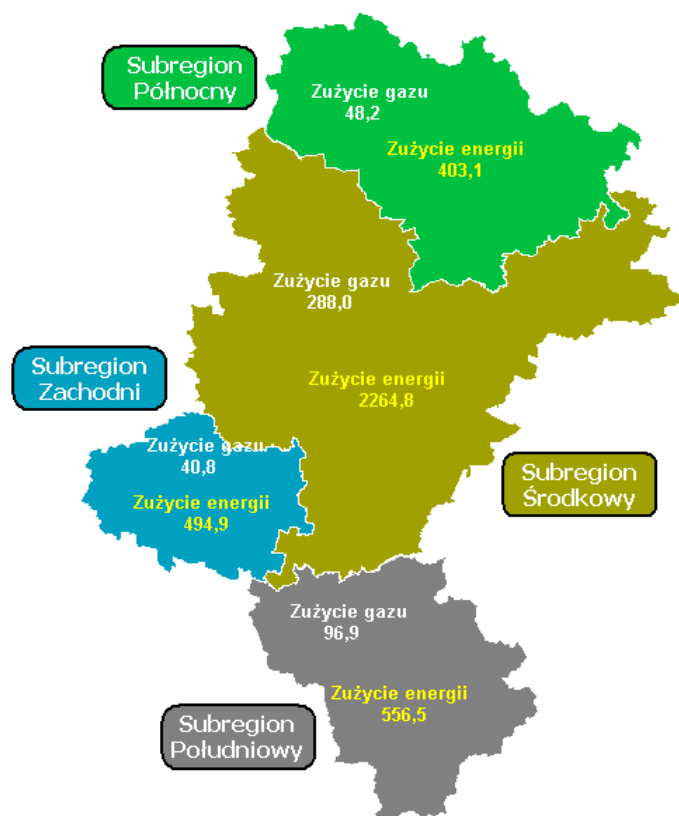 Subregion
Północny
Zużycie gazu
48,2
Zużycie energii
403,1
Zużycie gazu
288,0
Subregion
Zachodni
Zużycie energii
2264,8
Zużycie gazu
40,8
Subregion
Środkowy
Zużycie energii
494,9
Zużycie gazu
96,9
Zużycie energii
556,5
Subregion
Południowy